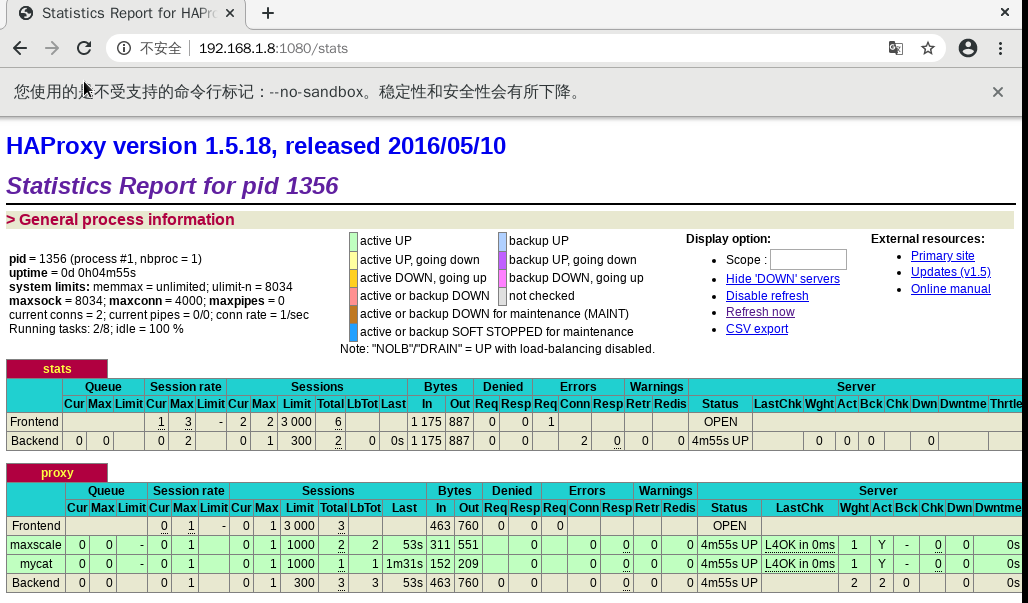 Statistics Report for HAPr
不安全 192.168.1.8:1080/stats
您使用的是不受支持的命令行标记：--no-sandbox。稳定性和安全性会有所下降。
HAProxy version 1.5.18, released 2016/05/10
Statistics Report for pid 1356
> General process information
pid = 1356 (process #1, nbproc = 1)
uptime = 0d 0h04m55s
system limits: memmax = unlimited; ulimit-n = 8034
maxsock = 8034; maxconn = 4000; maxpipes = 0
current conns = 2; current pipes = 0/0; conn rate = 1/sec
Running tasks: 2/8; idle = 100 %
active UP backup UP
active UP, going down backup UP, going down
active DOWN, going up backup DOWN, going up
active or backup DOWN not checked
active or backup DOWN for maintenance (MAINT)
active or backup SOFT STOPPED for maintenance
Note: "NOLB"/"DRAIN" = UP with load-balancing disabled.
Display option:
• Scope :
• Hide 'DOWN' servers
• Disable refresh
• Refresh now
• CSV export
External resources:
• Primary site
• Updates (v1.5)
• Online manual
stats
Queue Session rate Sessions Bytes Denied Errors Warnings Server
Cur Max Limit Cur Max Limit Cur Max Limit Total LbTot Last In Out Req Resp Req Conn Resp Retr Redis Status LastChk Wght Act Bck Chk Dwn Dwntme Thrtle
Frontend 1 3 - 2 2 3 000 6 1 175 887 0 0 1 OPEN
Backend 0 0 0 2 0 1 300 2 0 0s 1 175 887 0 0 2 0 0 0 4m55s UP 0 0 0 0
proxy
Queue Session rate Sessions Bytes Denied Errors Warnings Server
Cur Max Limit Cur Max Limit Cur Max Limit Total LbTot Last In Out Req Resp Req Conn Resp Retr Redis Status LastChk Wght Act Bck Chk Dwn Dwntme
Frontend 0 1 - 0 1 3 000 3 463 760 0 0 0 OPEN
maxscale 0 0 - 0 1 0 1 1000 2 2 53s 311 551 0 0 0 0 0 4m55s UP L4OK in 0ms 1 Y - 0 0 0s
mycat 0 0 - 0 1 0 1 1000 1 1 1m31s 152 209 0 0 0 0 0 4m55s UP L4OK in 0ms 1 Y - 0 0 0s
Backend 0 0 0 1 0 1 300 3 3 53s 463 760 0 0 0 0 0 0 4m55s UP 2 2 0 0 0s